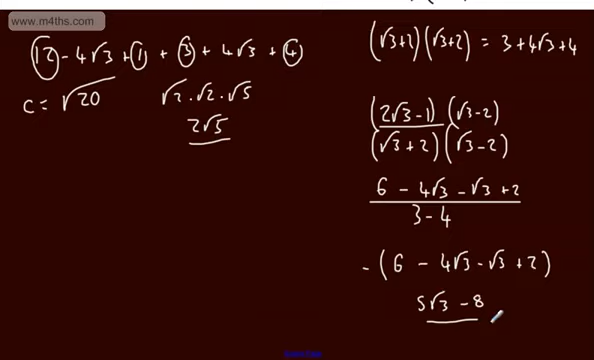 www.m4ths.com
12 - 4√3 + 1 + 3 + 4√3 + 4
c = √20
√2 · √2 · √5
2√5
(√3+2)(√3+2) = 3+4√3+4
(2√3-1)(√3-2)
(√3+2)(√3-2)
6 - 4√3 - √3 + 2
3 - 4
- (6 - 4√3 - √3 + 2)
5√3 - 8